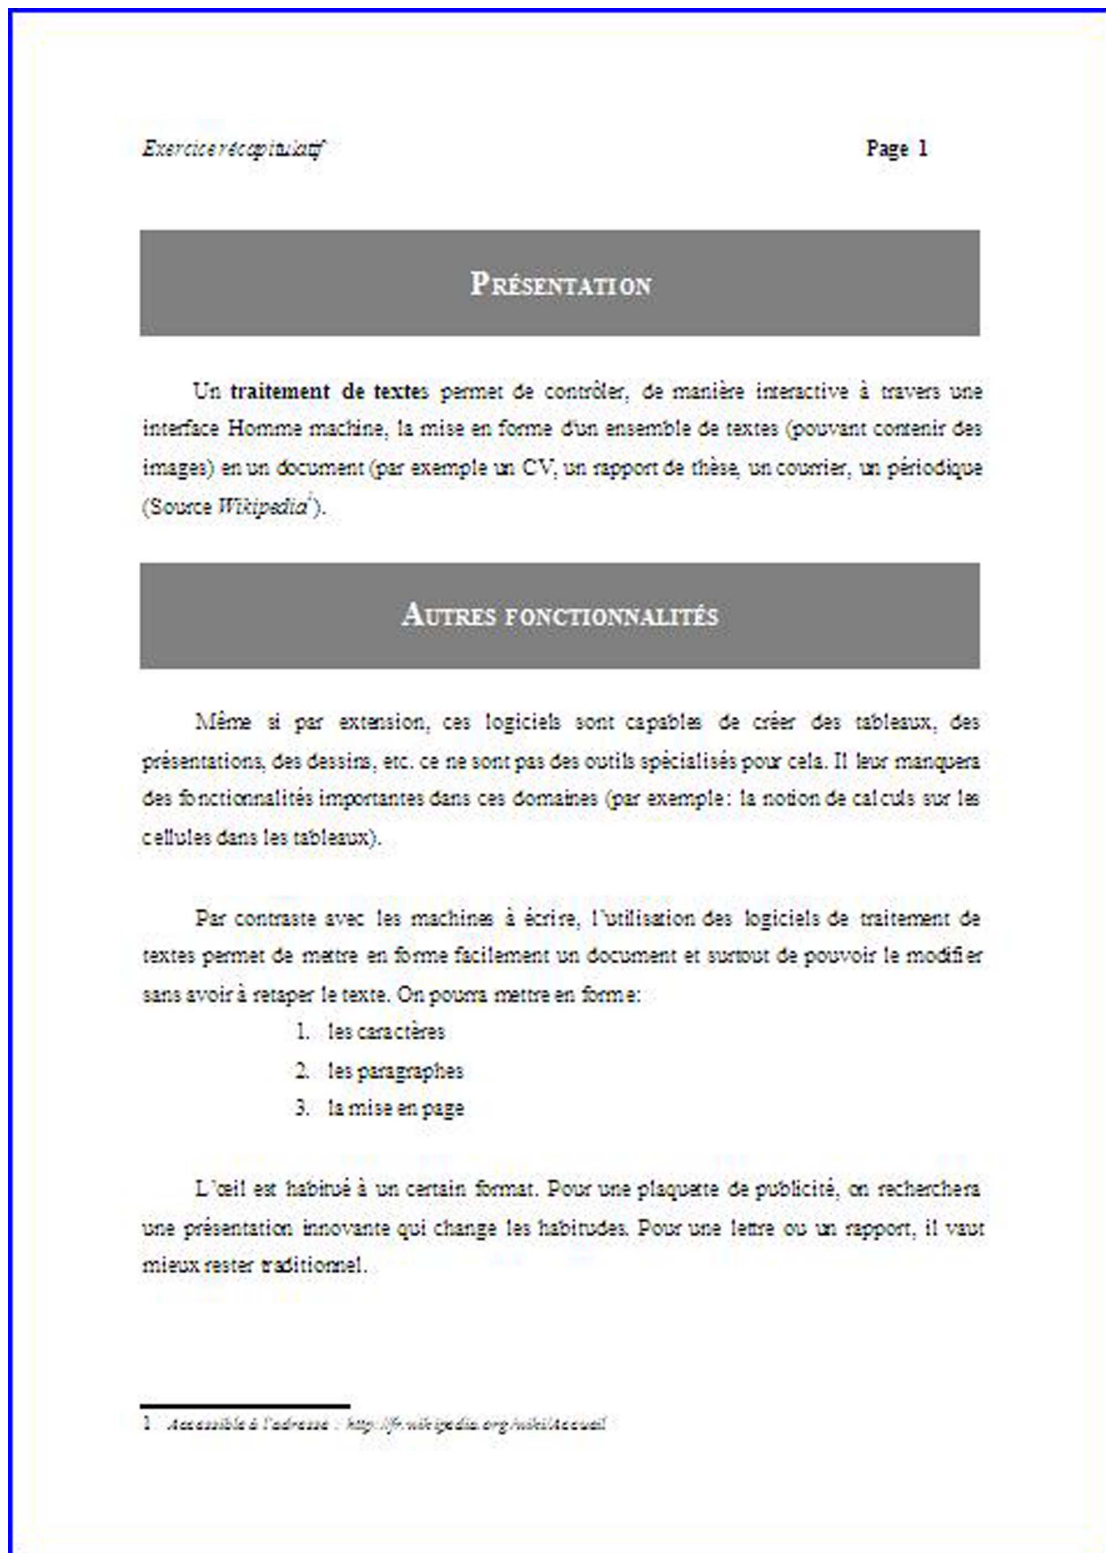 Exercice récapitulatif Page 1
PRÉSENTATION
Un traitement de textes permet de contrôler, de manière interactive à travers une
interface Homme machine, la mise en forme d'un ensemble de textes (pouvant contenir des
images) en un document (par exemple un CV, un rapport de thèse, un courrier, un périodique
(Source Wikipedia¹).
AUTRES FONCTIONNALITÉS
Même si par extension, ces logiciels sont capables de créer des tableaux, des
présentations, des dessins, etc. ce ne sont pas des outils spécialisés pour cela. Il leur manquera
des fonctionnalités importantes dans ces domaines (par exemple: la notion de calculs sur les
cellules dans les tableaux).
Par contraste avec les machines à écrire, l'utilisation des logiciels de traitement de
textes permet de mettre en forme facilement un document et surtout de pouvoir le modifier
sans avoir à retaper le texte. On pourra mettre en forme:
1. les caractères
2. les paragraphes
3. la mise en page
L'œil est habitué à un certain format. Pour une plaquette de publicité, on recherchera
une présentation innovante qui change les habitudes. Pour une lettre ou un rapport, il vaut
mieux rester traditionnel.
1 Accessible à l'adresse : http://fr.wikipedia.org/wiki/Accueil